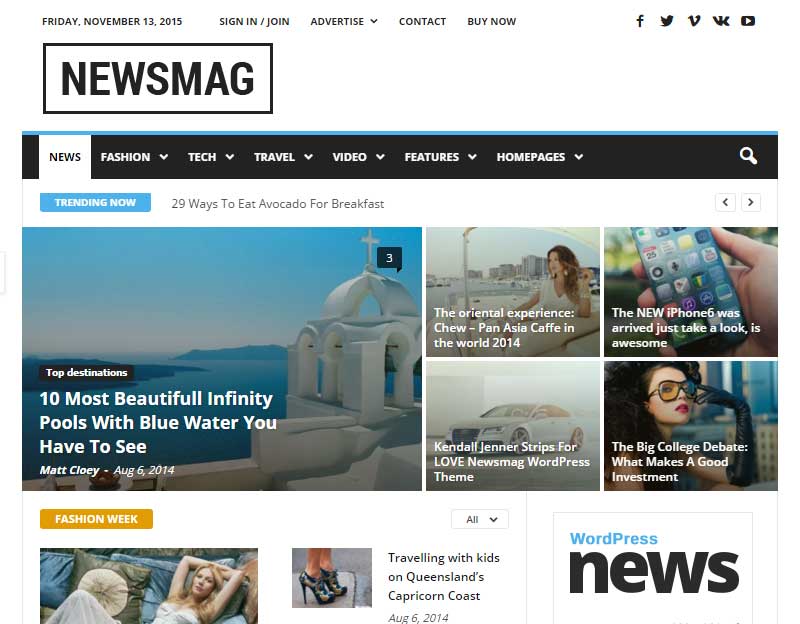 FRIDAY, NOVEMBER 13, 2015 SIGN IN / JOIN ADVERTISE CONTACT BUY NOW
NEWSMAG
NEWS FASHION TECH TRAVEL VIDEO FEATURES HOMEPAGES
TRENDING NOW 29 Ways To Eat Avocado For Breakfast
3
Top destinations
10 Most Beautifull Infinity
Pools With Blue Water You
Have To See
Matt Cloey - Aug 6, 2014
The oriental experience:
Chew – Pan Asia Caffe in
the world 2014
The NEW iPhone6 was
arrived just take a look, is
awesome
Kendall Jenner Strips For
LOVE Newsmag WordPress
Theme
The Big College Debate:
What Makes A Good
Investment
FASHION WEEK All
Travelling with kids
on Queensland's
Capricorn Coast
Aug 6, 2014
WordPress
news